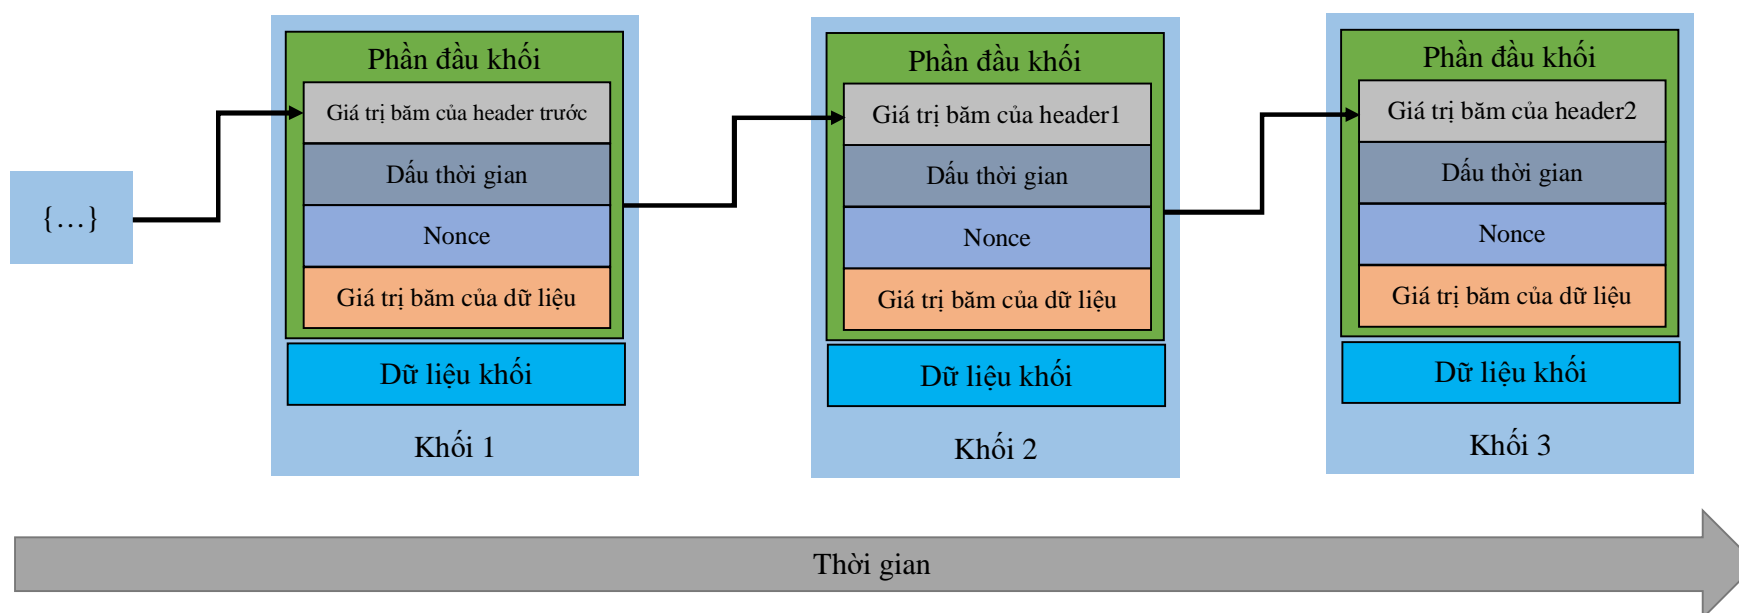 {…}
Phần đầu khối
Giá trị băm của header trước
Dấu thời gian
Nonce
Giá trị băm của dữ liệu
Dữ liệu khối
Khối 1
Phần đầu khối
Giá trị băm của header1
Dấu thời gian
Nonce
Giá trị băm của dữ liệu
Dữ liệu khối
Khối 2
Phần đầu khối
Giá trị băm của header2
Dấu thời gian
Nonce
Giá trị băm của dữ liệu
Dữ liệu khối
Khối 3
Thời gian